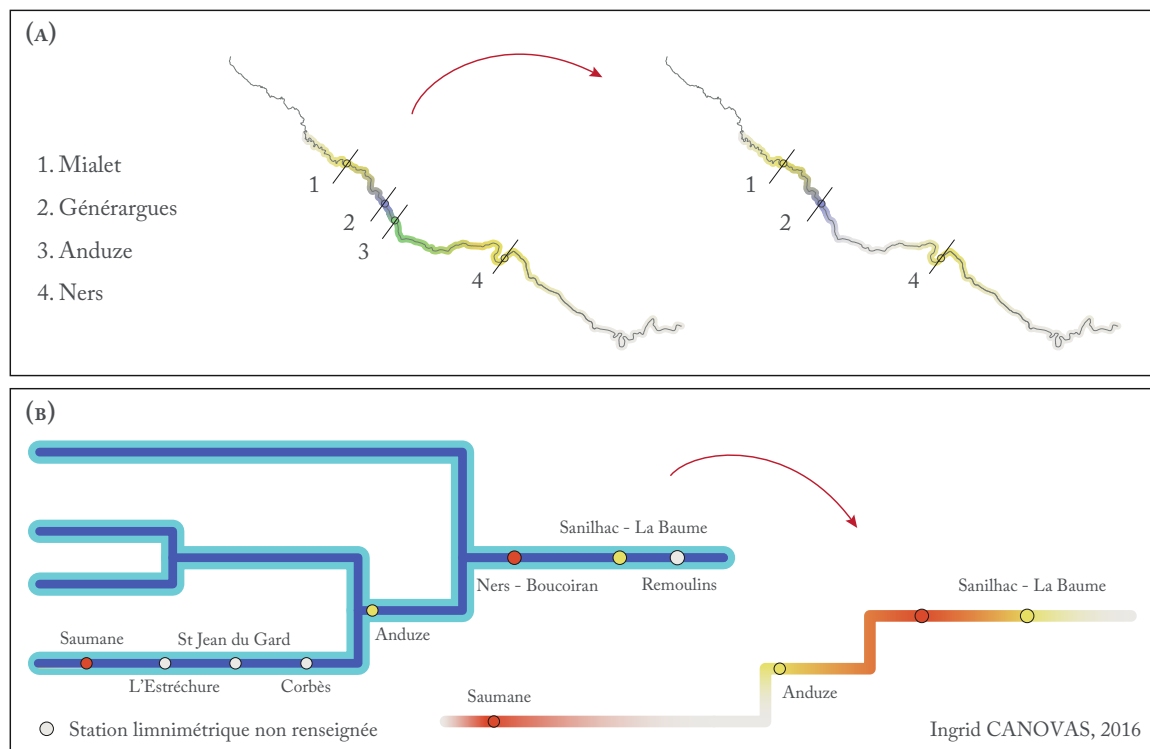 (A)
1. Mialet
2. Générargues
3. Anduze
4. Ners
1
2
3
4
1
2
4
(B)
Sanilhac - La Baume
Ners - Boucoiran
Remoulins
Anduze
Saumane
St Jean du Gard
L'Estréchure
Corbès
Sanilhac - La Baume
Anduze
Saumane
Station limnimétrique non renseignée
Ingrid CANOVAS, 2016